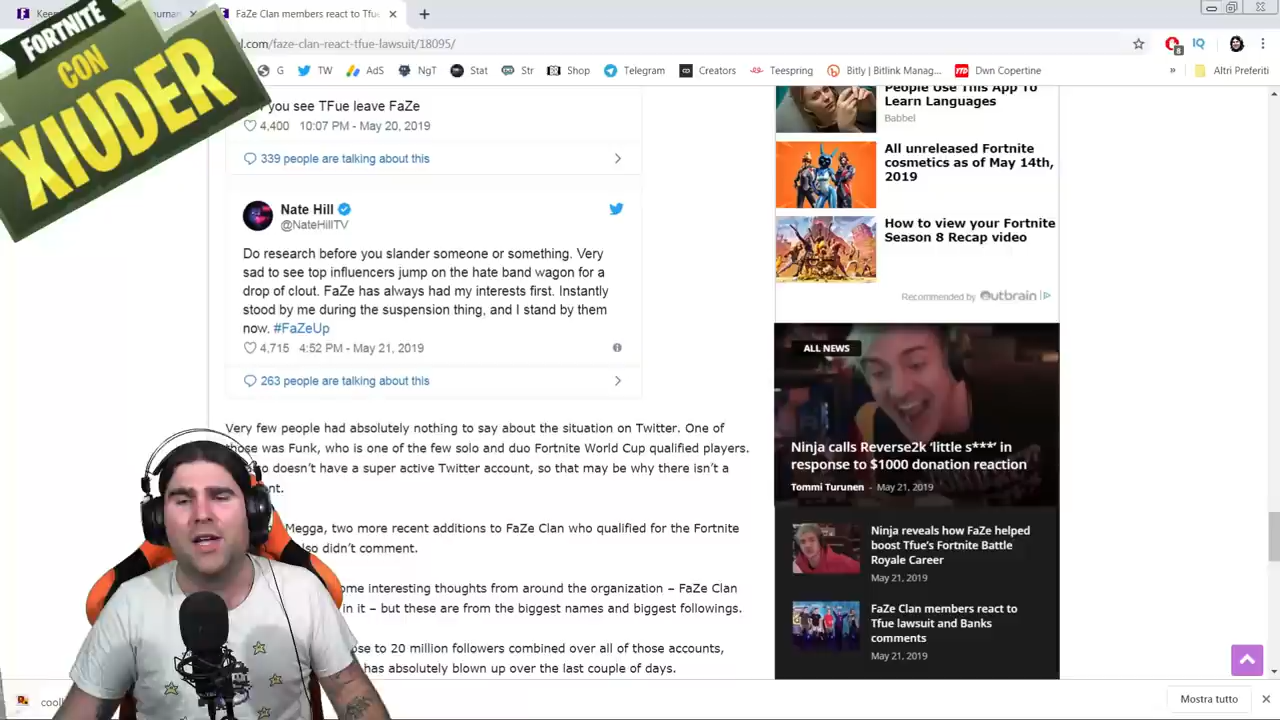 FORTNITE
CON
XIUDER
FaZe Clan members react to Tfue
.com/faze-clan-react-tfue-lawsuit/18095/
G
TW
AdS
NgT
Stat
Str
Shop
Telegram
Creators
Teespring
Bitly | Bitlink Manag...
Dwn Copertine
»
Altri Preferiti
you see TFue leave FaZe
4,400 10:07 PM - May 20, 2019
339 people are talking about this
Nate Hill
@NateHillTV
Do research before you slander someone or something. Very
sad to see top influencers jump on the hate band wagon for a
drop of clout. FaZe has always had my interests first. Instantly
stood by me during the suspension thing, and I stand by them
now. #FaZeUp
4,715 4:52 PM - May 21, 2019
263 people are talking about this
Very few people had absolutely nothing to say about the situation on Twitter. One of
those was Funk, who is one of the few solo and duo Fortnite World Cup qualified players.
doesn't have a super active Twitter account, so that may be why there isn't a
Megga, two more recent additions to FaZe Clan who qualified for the Fortnite
didn't comment.
interesting thoughts from around the organization – FaZe Clan
in it – but these are from the biggest names and biggest followings.
to 20 million followers combined over all of those accounts,
has absolutely blown up over the last couple of days.
People Use This App To
Learn Languages
Babbel
All unreleased Fortnite
cosmetics as of May 14th,
2019
How to view your Fortnite
Season 8 Recap video
Recommended by Outbrain
ALL NEWS
Ninja calls Reverse2k 'little s***' in
response to $1000 donation reaction
Tommi Turunen - May 21, 2019
Ninja reveals how FaZe helped
boost Tfue's Fortnite Battle
Royale Career
May 21, 2019
FaZe Clan members react to
Tfue lawsuit and Banks
comments
May 21, 2019
Mostra tutto